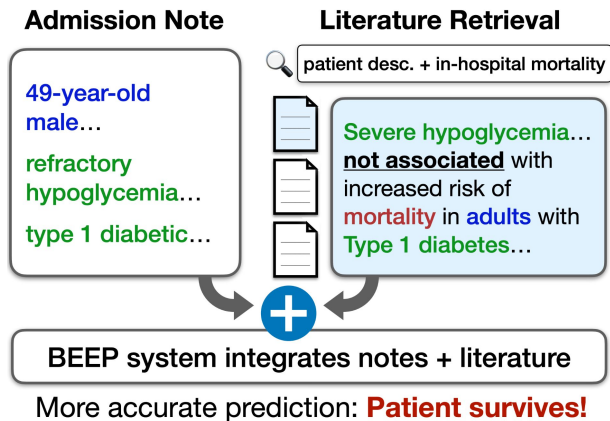 Admission Note
49-year-old
male…
refractory
hypoglycemia…
type 1 diabetic…
Literature Retrieval
patient desc. + in-hospital mortality
Severe hypoglycemia…
not associated with
increased risk of
mortality in adults with
Type 1 diabetes…
BEEP system integrates notes + literature
More accurate prediction: Patient survives!